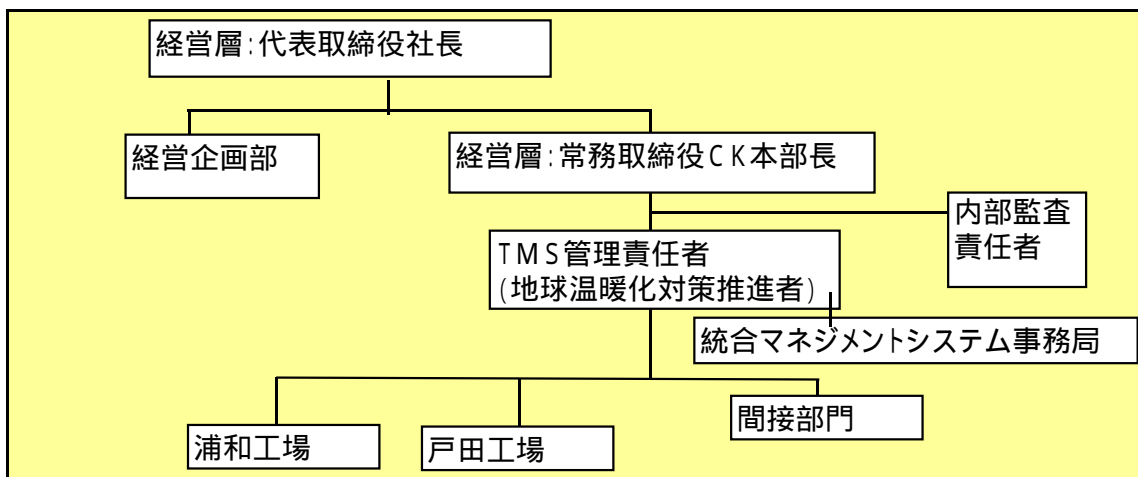 経営層:代表取締役社長
経営企画部
経営層:常務取締役CK本部長
内部監査
責任者
TMS管理責任者
(地球温暖化対策推進者)
統合マネジメントシステム事務局
浦和工場
戸田工場
間接部門